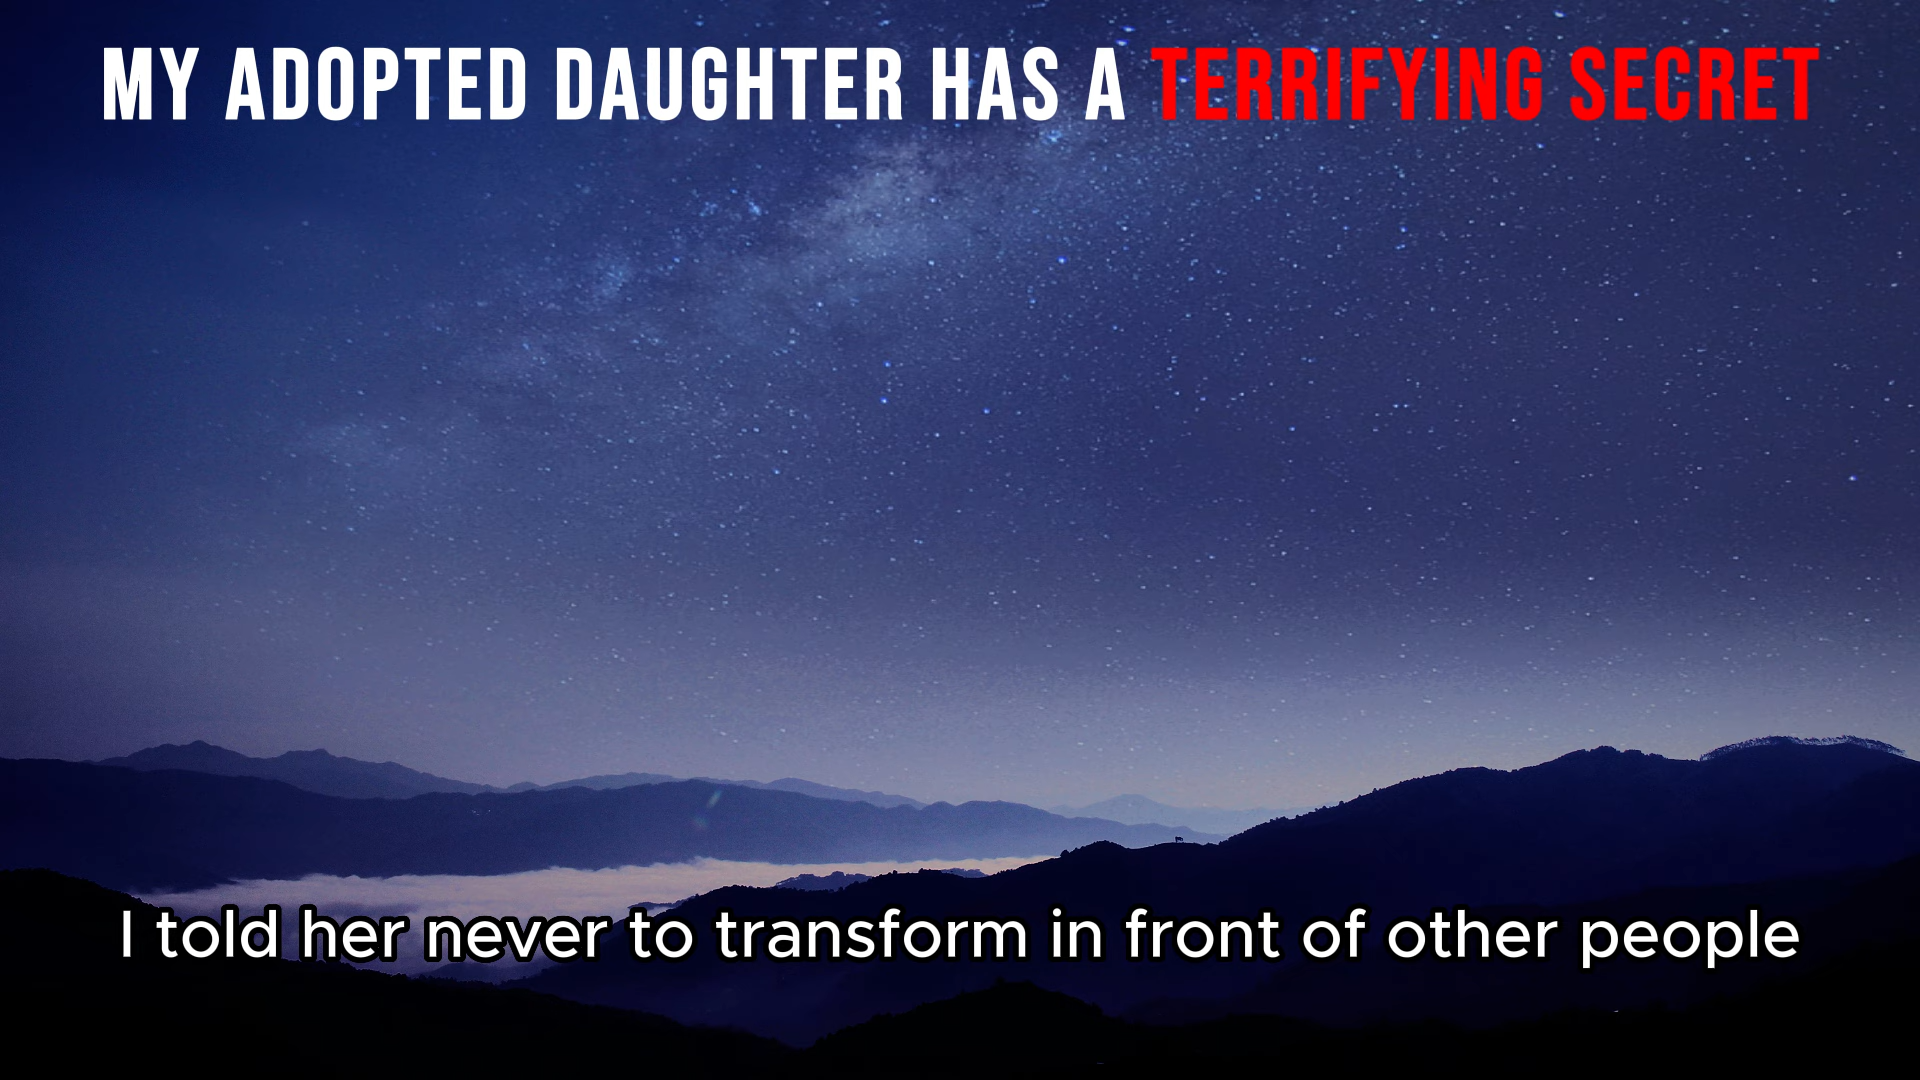 MY ADOPTED DAUGHTER HAS A TERRIFYING SECRET
I told her never to transform in front of other people